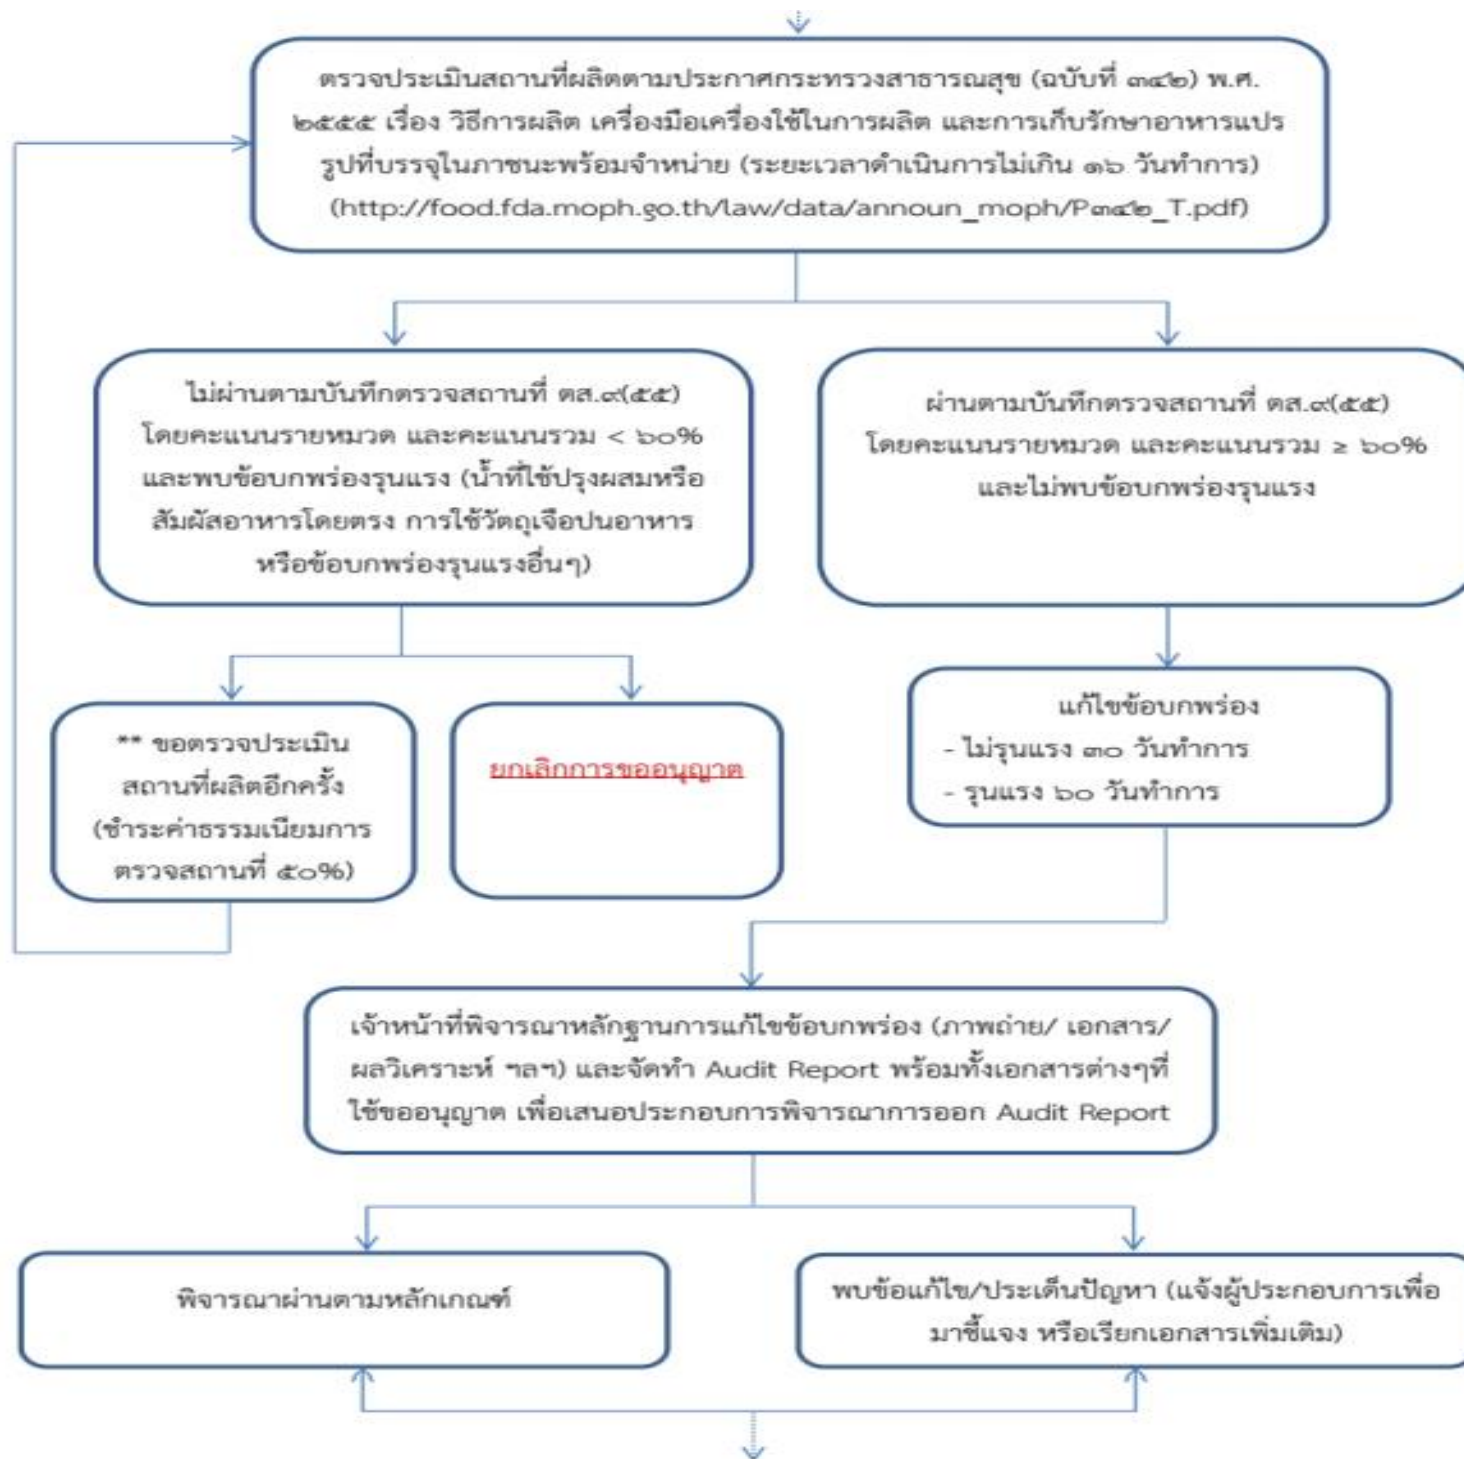 ตรวจประเมินสถานที่ผลิตตามประกาศกระทรวงสาธารณสุข (ฉบับที่ ๓๔๒) พ.ศ.
๒๕๕๕ เรื่อง วิธีการผลิต เครื่องมือเครื่องใช้ในการผลิต และการเก็บรักษาอาหารแปร
รูปที่บรรจุในภาชนะพร้อมจำหน่าย (ระยะเวลาดำเนินการไม่เกิน ๑๖ วันทำการ)
(http://food.fda.moph.go.th/law/data/announ_moph/P๓๔๒_T.pdf)
ไม่ผ่านตามบันทึกตรวจสถานที่ ตส.๙(๕๕)
โดยคะแนนรายหมวด และคะแนนรวม < ๖๐%
และพบข้อบกพร่องรุนแรง (น้ำที่ใช้ปรุงผสมหรือ
สัมผัสอาหารโดยตรง การใช้วัตถุเจือปนอาหาร
หรือข้อบกพร่องรุนแรงอื่นๆ)
ผ่านตามบันทึกตรวจสถานที่ ตส.๙(๕๕)
โดยคะแนนรายหมวด และคะแนนรวม ≥ ๖๐%
และไม่พบข้อบกพร่องรุนแรง
** ขอตรวจประเมิน
สถานที่ผลิตอีกครั้ง
(ชำระค่าธรรมเนียมการ
ตรวจสถานที่ ๕๐%)
ยกเลิกการขออนุญาต
แก้ไขข้อบกพร่อง
- ไม่รุนแรง ๓๐ วันทำการ
- รุนแรง ๖๐ วันทำการ
เจ้าหน้าที่พิจารณาหลักฐานการแก้ไขข้อบกพร่อง (ภาพถ่าย/ เอกสาร/
ผลวิเคราะห์ ฯลฯ) และจัดทำ Audit Report พร้อมทั้งเอกสารต่างๆที่
ใช้ขออนุญาต เพื่อเสนอประกอบการพิจารณาการออก Audit Report
พิจารณาผ่านตามหลักเกณฑ์
พบข้อแก้ไข/ประเด็นปัญหา (แจ้งผู้ประกอบการเพื่อ
มาชี้แจง หรือเรียกเอกสารเพิ่มเติม)